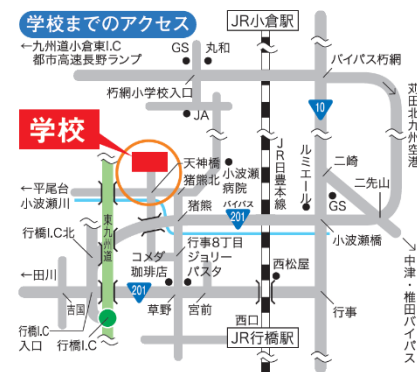 学校までのアクセス
JR小倉駅
←九州道小倉東I.C
都市高速長野ランプ
GS
丸和
バイパス朽網
朽網小学校入口
JA
10
苅田北九州空港
学校
天神橋
猪熊北
小波瀬
病院
JR日豊本線
ルミエール
二崎
GS
二先山
←平尾台
小波瀬川
東九州道
猪熊
バイパス
201
小波瀬橋
行橋I.C北
行事8丁目
コメダ
珈琲店
ジョリー
パスタ
西松屋
→中津・椎田バイパス
←田川
201
吉国
草野
宮前
西口
行事
行橋I.C
入口
行橋I.C
JR行橋駅